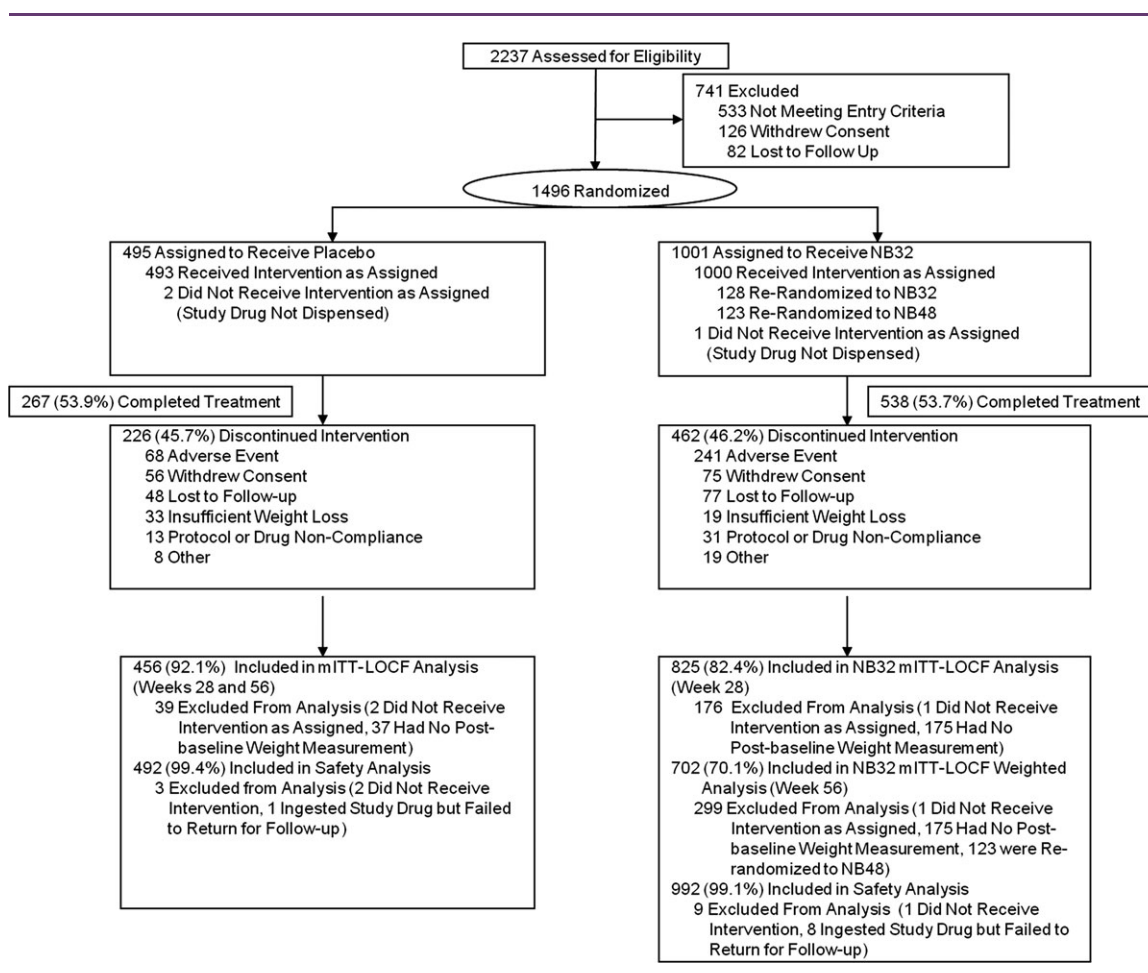 2237 Assessed for Eligibility
741 Excluded
533 Not Meeting Entry Criteria
126 Withdrew Consent
82 Lost to Follow Up
1496 Randomized
495 Assigned to Receive Placebo
493 Received Intervention as Assigned
2 Did Not Receive Intervention as Assigned
(Study Drug Not Dispensed)
1001 Assigned to Receive NB32
1000 Received Intervention as Assigned
128 Re-Randomized to NB32
123 Re-Randomized to NB48
1 Did Not Receive Intervention as Assigned
(Study Drug Not Dispensed)
267 (53.9%) Completed Treatment
538 (53.7%) Completed Treatment
226 (45.7%) Discontinued Intervention
68 Adverse Event
56 Withdrew Consent
48 Lost to Follow-up
33 Insufficient Weight Loss
13 Protocol or Drug Non-Compliance
8 Other
462 (46.2%) Discontinued Intervention
241 Adverse Event
75 Withdrew Consent
77 Lost to Follow-up
19 Insufficient Weight Loss
31 Protocol or Drug Non-Compliance
19 Other
456 (92.1%) Included in mITT-LOCF Analysis
(Weeks 28 and 56)
39 Excluded From Analysis (2 Did Not Receive
Intervention as Assigned, 37 Had No Post-
baseline Weight Measurement)
492 (99.4%) Included in Safety Analysis
3 Excluded from Analysis (2 Did Not Receive
Intervention, 1 Ingested Study Drug but Failed
to Return for Follow-up)
825 (82.4%) Included in NB32 mITT-LOCF Analysis
(Week 28)
176 Excluded From Analysis (1 Did Not Receive
Intervention as Assigned, 175 Had No
Post-baseline Weight Measurement)
702 (70.1%) Included in NB32 mITT-LOCF Weighted
Analysis (Week 56)
299 Excluded From Analysis (1 Did Not Receive
Intervention as Assigned, 175 Had No Post-
baseline Weight Measurement, 123 were Re-
randomized to NB48)
992 (99.1%) Included in Safety Analysis
9 Excluded From Analysis (1 Did Not Receive
Intervention, 8 Ingested Study Drug but Failed to
Return for Follow-up)